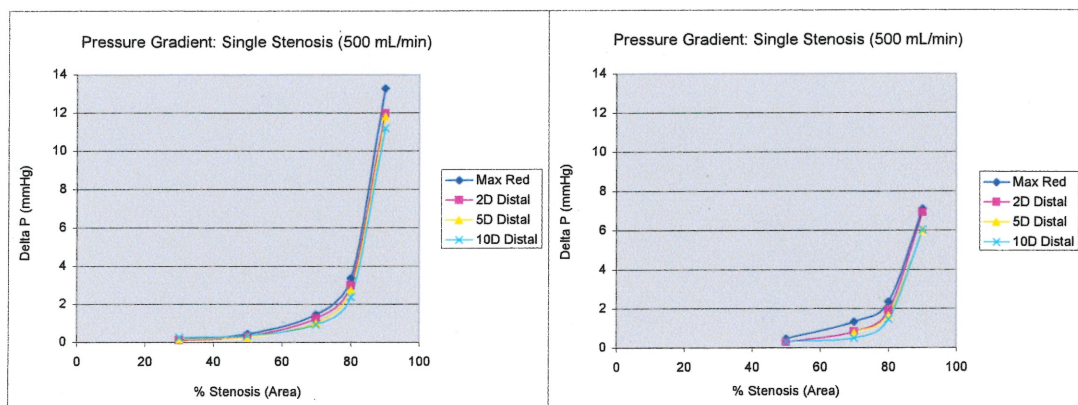 Pressure Gradient: Single Stenosis (500 mL/min)
14
12
10
8
6
4
2
0
Delta P (mmHg)
0 20 40 60 80 100
% Stenosis (Area)
Max Red
2D Distal
5D Distal
10D Distal
Pressure Gradient: Single Stenosis (500 mL/min)
14
12
10
8
6
4
2
0
Delta P (mmHg)
0 20 40 60 80 100
% Stenosis (Area)
Max Red
2D Distal
5D Distal
10D Distal